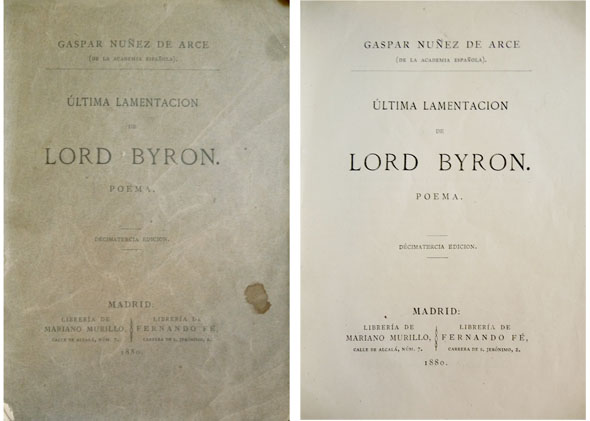 GASPAR NUÑEZ DE ARCE
(DE LA ACADEMIA ESPAÑOLA).
ÚLTIMA LAMENTACION
DE
LORD BYRON.
POEMA.
DÉCIMATERCIA EDICION.
MADRID:
LIBRERÍA DE
MARIANO MURILLO,
CALLE DE ALCALÁ, NÚM. 7.
LIBRERÍA DE
FERNANDO FÉ,
CARRERA DE S. JERÓNIMO, 2.
1880.
GASPAR NUÑEZ DE ARCE
(DE LA ACADEMIA ESPAÑOLA).
ÚLTIMA LAMENTACION
DE
LORD BYRON.
POEMA.
DÉCIMATERCIA EDICION.
MADRID:
LIBRERÍA DE
MARIANO MURILLO,
CALLE DE ALCALÁ, NÚM. 7.
LIBRERÍA DE
FERNANDO FÉ,
CARRERA DE S. JERÓNIMO, 2.
1880.